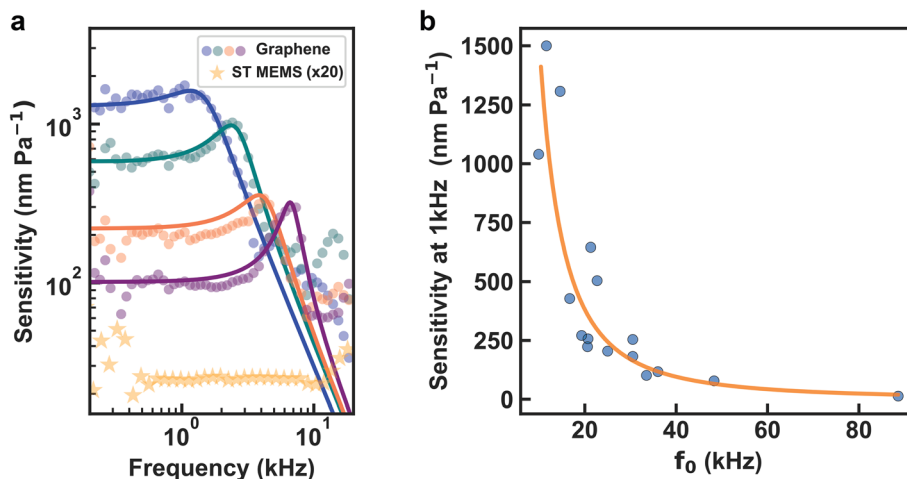 a
Graphene
ST MEMS (x20)
10³
10²
Sensitivity (nm Pa⁻¹)
10⁰
10¹
Frequency (kHz)
b
1500
1250
1000
750
500
250
0
Sensitivity at 1kHz (nm Pa⁻¹)
20
40
60
80
f₀ (kHz)